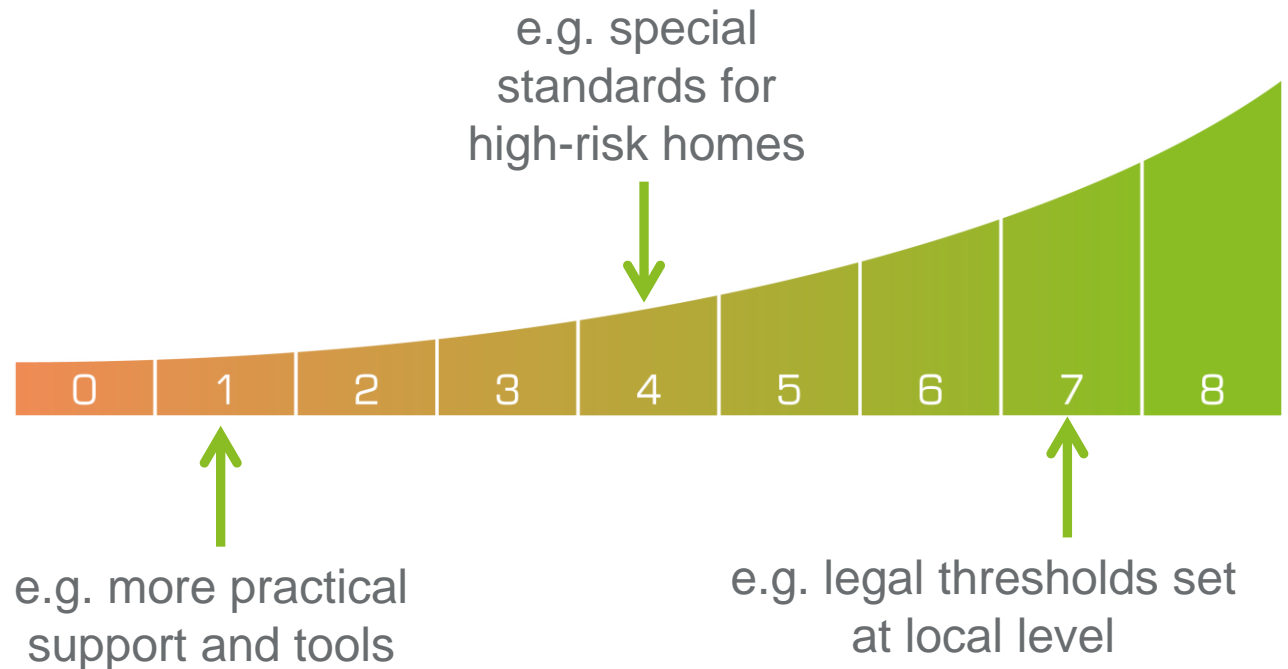 e.g. special
standards for
high-risk homes
0 1 2 3 4 5 6 7 8
e.g. more practical
support and tools
e.g. legal thresholds set
at local level